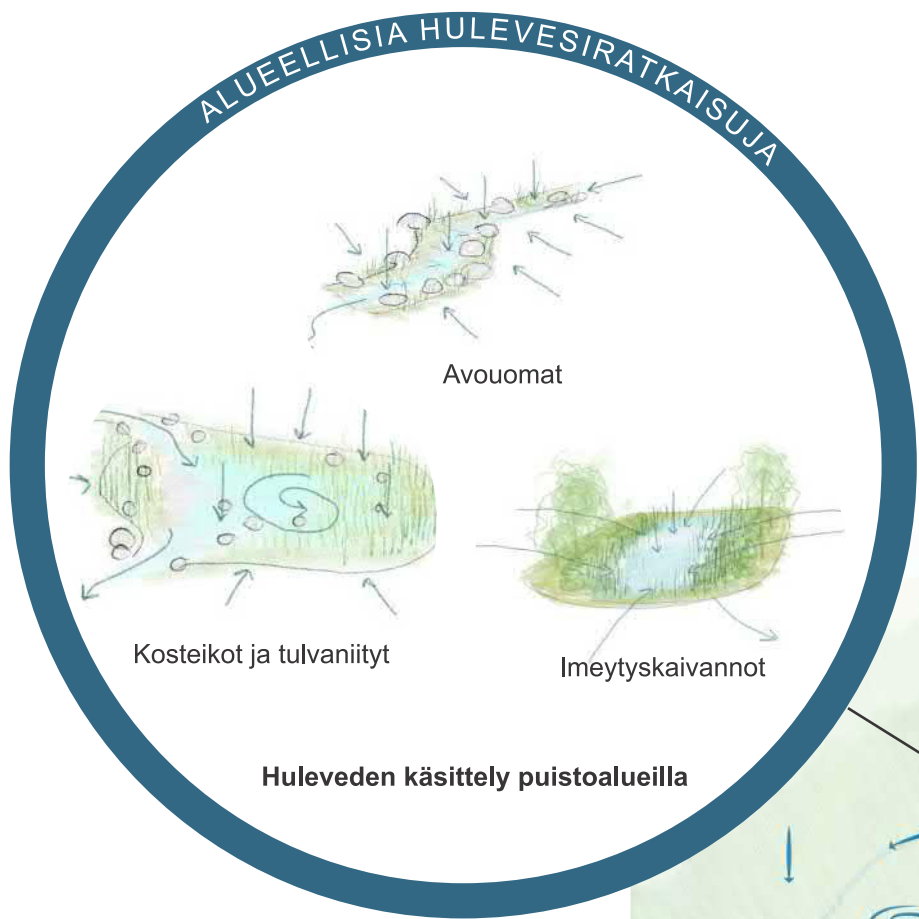 ALUEELLISIA HULEVESIRATKAISUJA
Avouomat
Kosteikot ja tulvaniityt
Imeytyskaivannot
Huleveden käsittely puistoalueilla